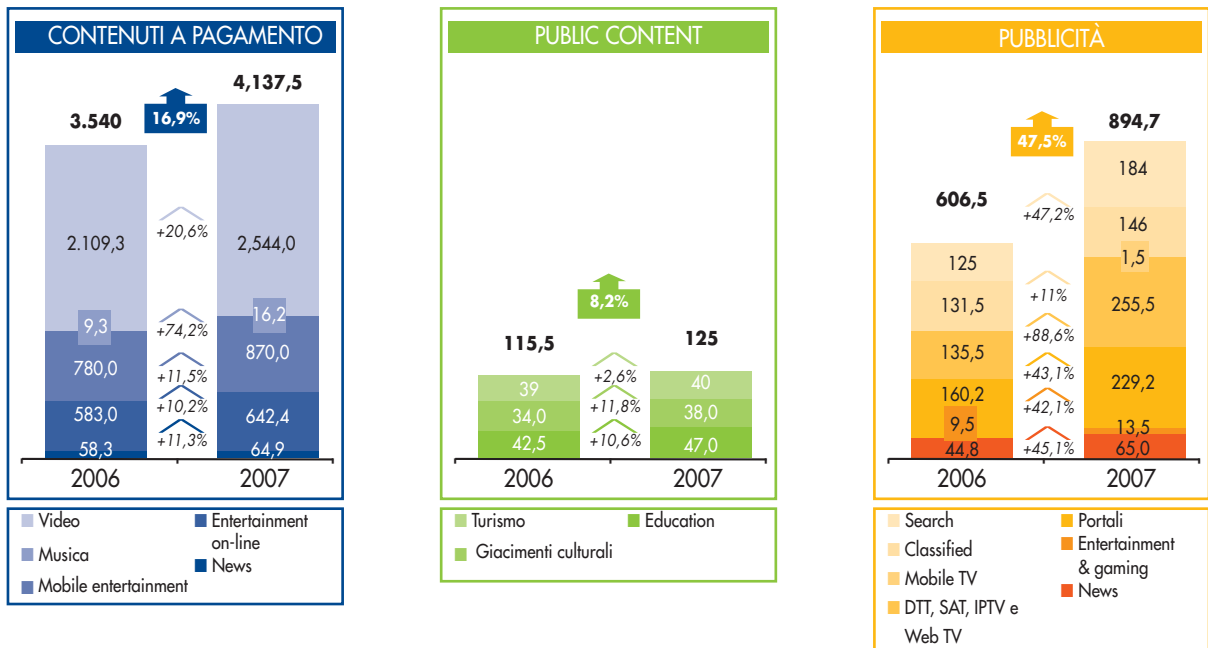 CONTENUTI A PAGAMENTO
4,137,5
16,9%
3.540
2.109,3
+20,6%
2,544,0
9,3
+74,2%
16,2
780,0
+11,5%
870,0
583,0
+10,2%
642,4
58,3
+11,3%
64,9
2006
2007
Video
Musica
Mobile entertainment
Entertainment
on-line
News
PUBLIC CONTENT
8,2%
115,5
125
39
+2,6%
40
34,0
+11,8%
38,0
42,5
+10,6%
47,0
2006
2007
Turismo
Education
Giacimenti culturali
PUBBLICITÀ
47,5%
894,7
606,5
184
+47,2%
146
125
1,5
131,5
+11%
255,5
135,5
+88,6%
+43,1%
160,2
229,2
9,5
+42,1%
13,5
44,8
+45,1%
65,0
2006
2007
Search
Classified
Mobile TV
DTT, SAT, IPTV e
Web TV
Portali
Entertainment
& gaming
News